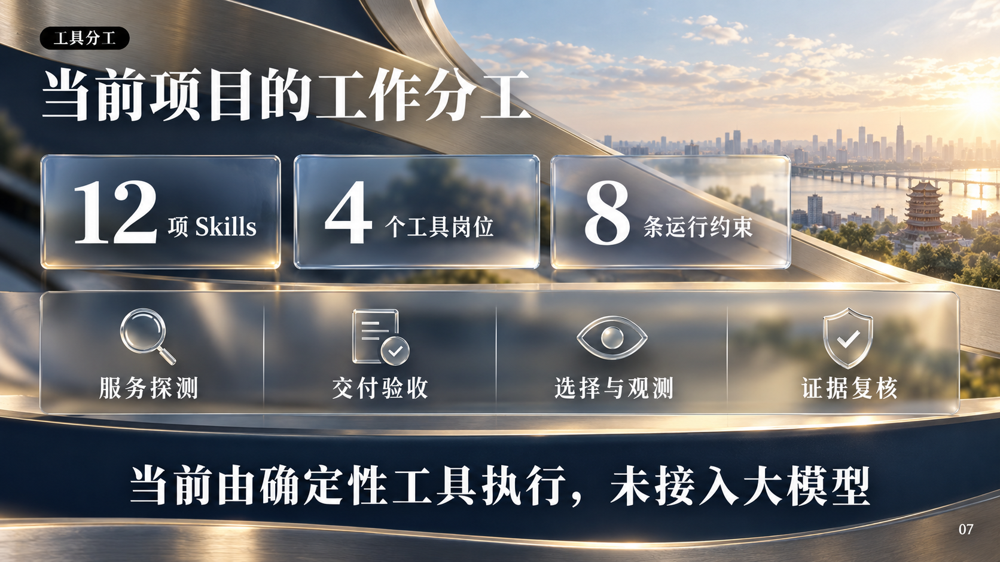 工具分工
当前项目的工作分工
12 项 Skills
4 个工具岗位
8 条运行约束
服务探测
交付验收
选择与观测
证据复核
当前由确定性工具执行，未接入大模型
07